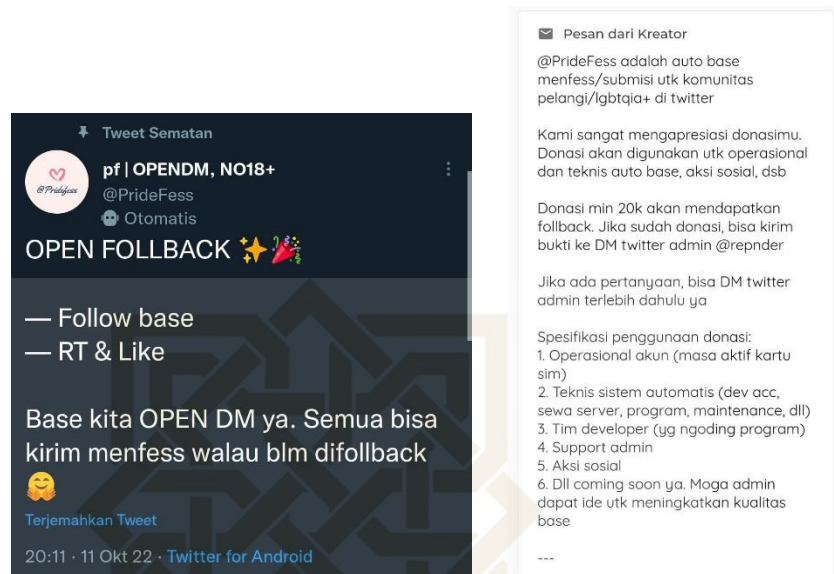 Tweet Sematan
@Pridefess
pf | OPENDM, NO18+
@PrideFess
Otomatis
OPEN FOLLBACK ✨🎉
— Follow base
— RT & Like
Base kita OPEN DM ya. Semua bisa
kirim menfess walau blm difollback
🤗
Terjemahkan Tweet
20:11 · 11 Okt 22 · Twitter for Android
Pesan dari Kreator
@PrideFess adalah auto base
menfess/submisi utk komunitas
pelangi/lgbtqia+ di twitter
Kami sangat mengapresiasi donasimu.
Donasi akan digunakan utk operasional
dan teknis auto base, aksi sosial, dsb
Donasi min 20k akan mendapatkan
follback. Jika sudah donasi, bisa kirim
bukti ke DM twitter admin @repnder
Jika ada pertanyaan, bisa DM twitter
admin terlebih dahulu ya
Spesifikasi penggunaan donasi:
1. Operasional akun (masa aktif kartu
sim)
2. Teknis sistem automatis (dev acc,
sewa server, program, maintenance, dll)
3. Tim developer (yg ngoding program)
4. Support admin
5. Aksi sosial
6. Dll coming soon ya. Moga admin
dapat ide utk meningkatkan kualitas
base
---